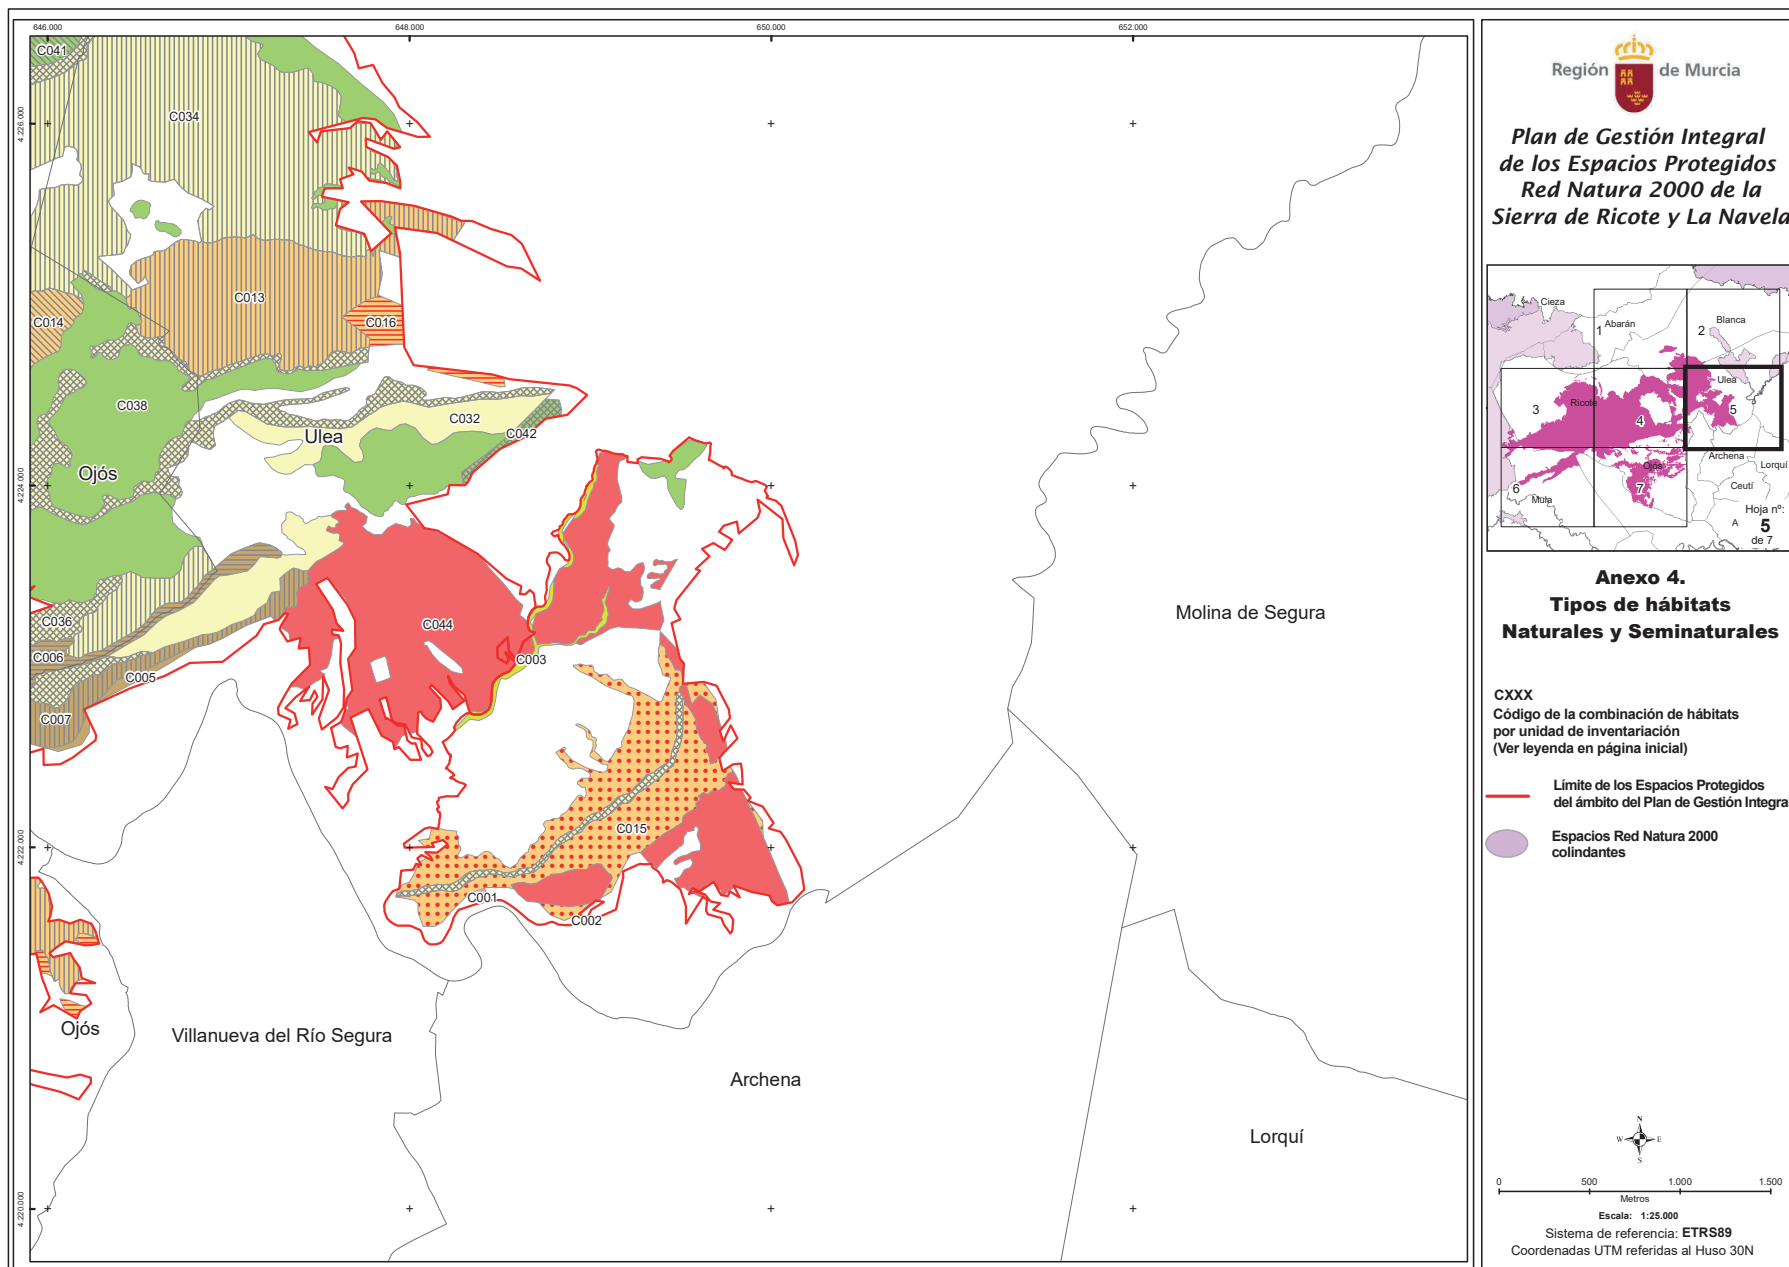 646.000
648.000
650.000
652.000
4.226.000
4.224.000
4.222.000
4.220.000
C041
C034
C013
C014
C016
C038
C032
C042
Ulea
Ojós
C036
C006
C005
C007
C044
C003
C015
C001
C002
Ojós
Villanueva del Río Segura
Archena
Molina de Segura
Lorquí
Región de Murcia
Plan de Gestión Integral
de los Espacios Protegidos
Red Natura 2000 de la
Sierra de Ricote y La Navela
Cieza
1
Abarán
2
Blanca
Ulea
3
Ricote
4
5
Archena
Lorquí
Ojós
Ceutí
6
Mula
7
A
Hoja nº:
5
de 7
Anexo 4.
Tipos de hábitats
Naturales y Seminaturales
CXXX
Código de la combinación de hábitats
por unidad de inventariación
(Ver leyenda en página inicial)
Límite de los Espacios Protegidos
del ámbito del Plan de Gestión Integral
Espacios Red Natura 2000
colindantes
N
W E
S
0 500 1.000 1.500
Metros
Escala: 1:25.000
Sistema de referencia: ETRS89
Coordenadas UTM referidas al Huso 30N